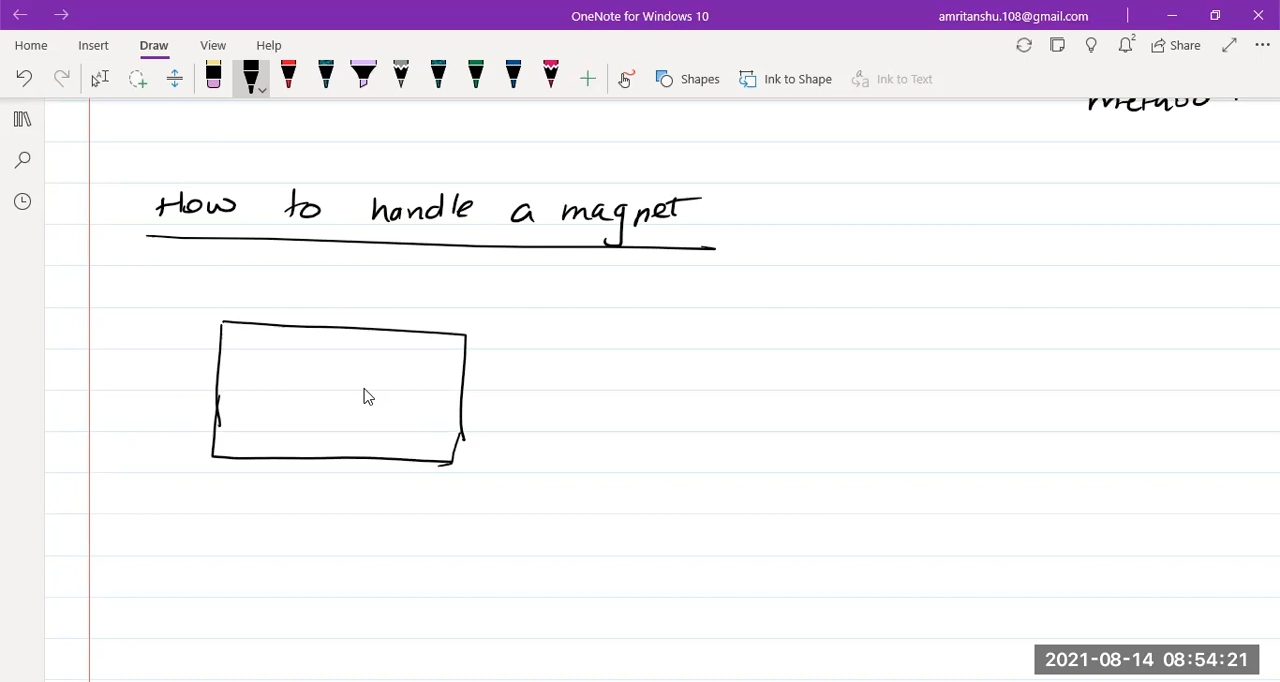 OneNote for Windows 10
amritanshu.108@gmail.com
Home Insert Draw View Help
2
Share
Shapes
Ink to Shape
Ink to Text
How to handle a magnet
2021-08-14 08:54:21